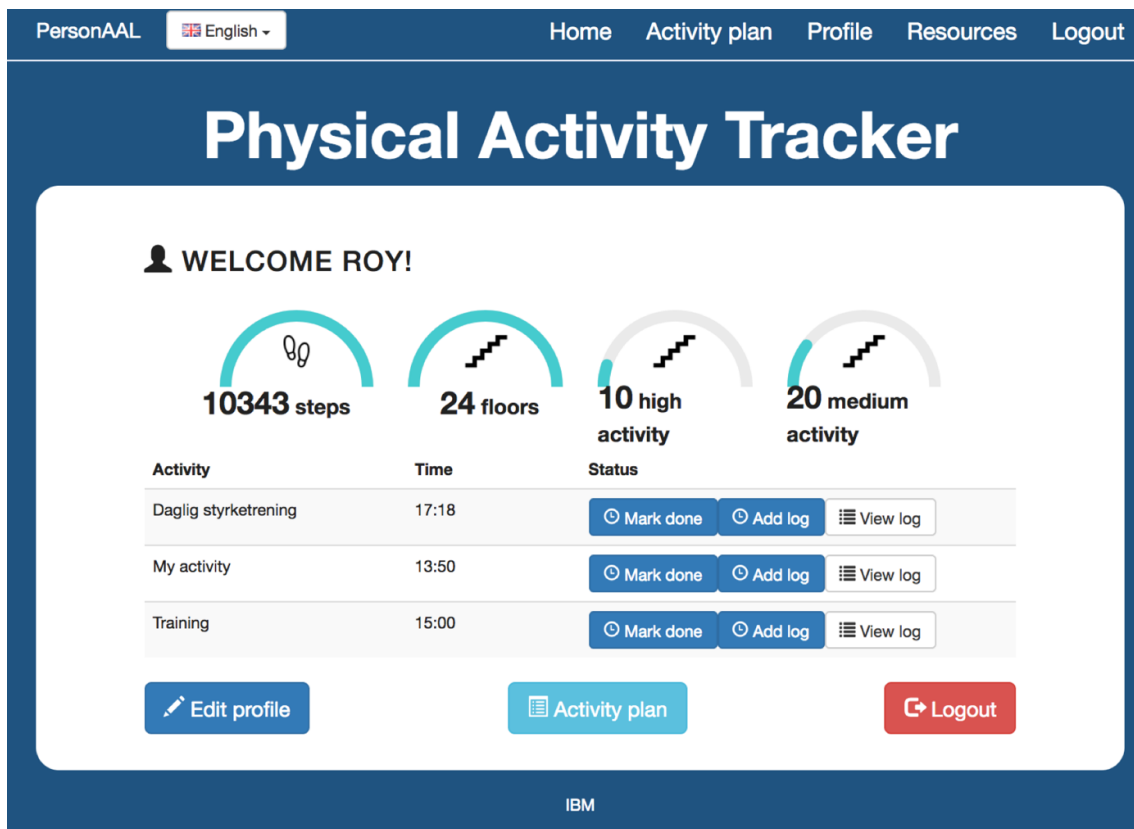 PersonAAL English Home Activity plan Profile Resources Logout
Physical Activity Tracker
WELCOME ROY!
10343 steps
24 floors
10 high
activity
20 medium
activity
Activity Time Status
Daglig styrketrening 17:18 Mark done Add log View log
My activity 13:50 Mark done Add log View log
Training 15:00 Mark done Add log View log
Edit profile Activity plan Logout
IBM